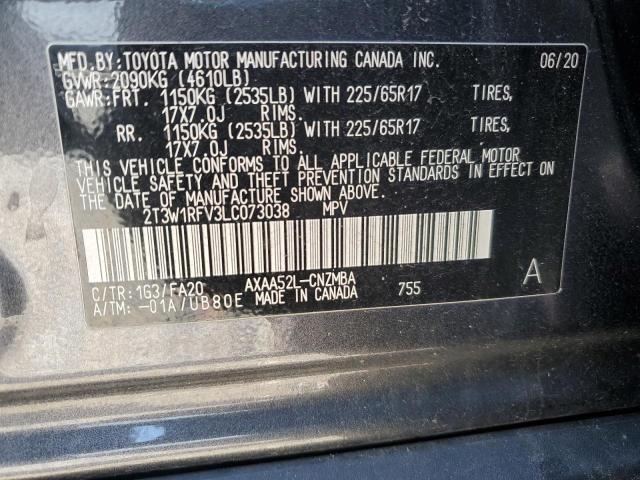 MFD. BY: TOYOTA MOTOR MANUFACTURING CANADA INC. 06/20
GVWR: 2090KG (4610LB)
GAWR: FRT. 1150KG (2535LB) WITH 225/65R17 TIRES,
17X7.0J RIMS.
RR. 1150KG (2535LB) WITH 225/65R17 TIRES,
17X7.0J RIMS.
THIS VEHICLE CONFORMS TO ALL APPLICABLE FEDERAL MOTOR
VEHICLE SAFETY AND THEFT PREVENTION STANDARDS IN EFFECT ON
THE DATE OF MANUFACTURE SHOWN ABOVE.
2T3W1RFV3LC073038 MPV
A
C/TR: 1G3/FA20 AXAA52L-CNZMBA 755
A/TM: -01A/UB80E MADE IN CANADA